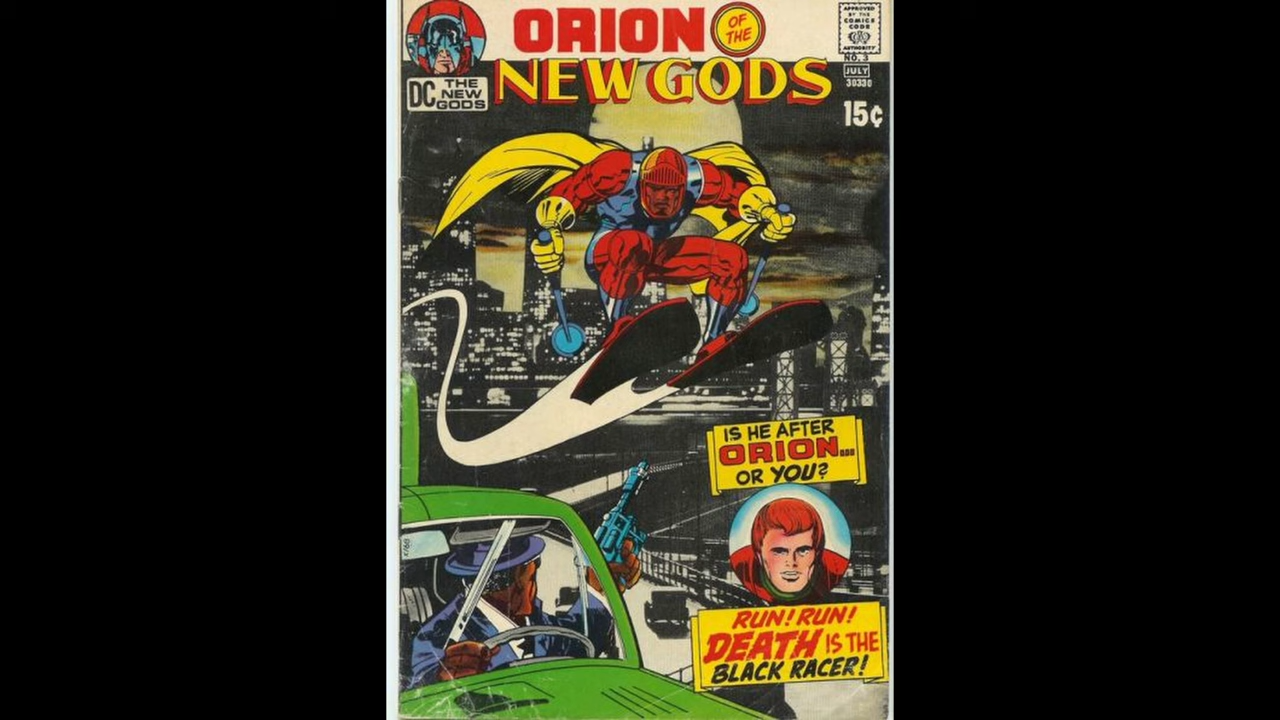 ORION OF THE
NEW GODS
DC THE NEW GODS
APPROVED
BY THE
COMICS
CODE
AUTHORITY
NO. 3
JULY
30330
15¢
IS HE AFTER
ORION...
OR YOU?
RUN! RUN!
DEATH IS THE
BLACK RACER!